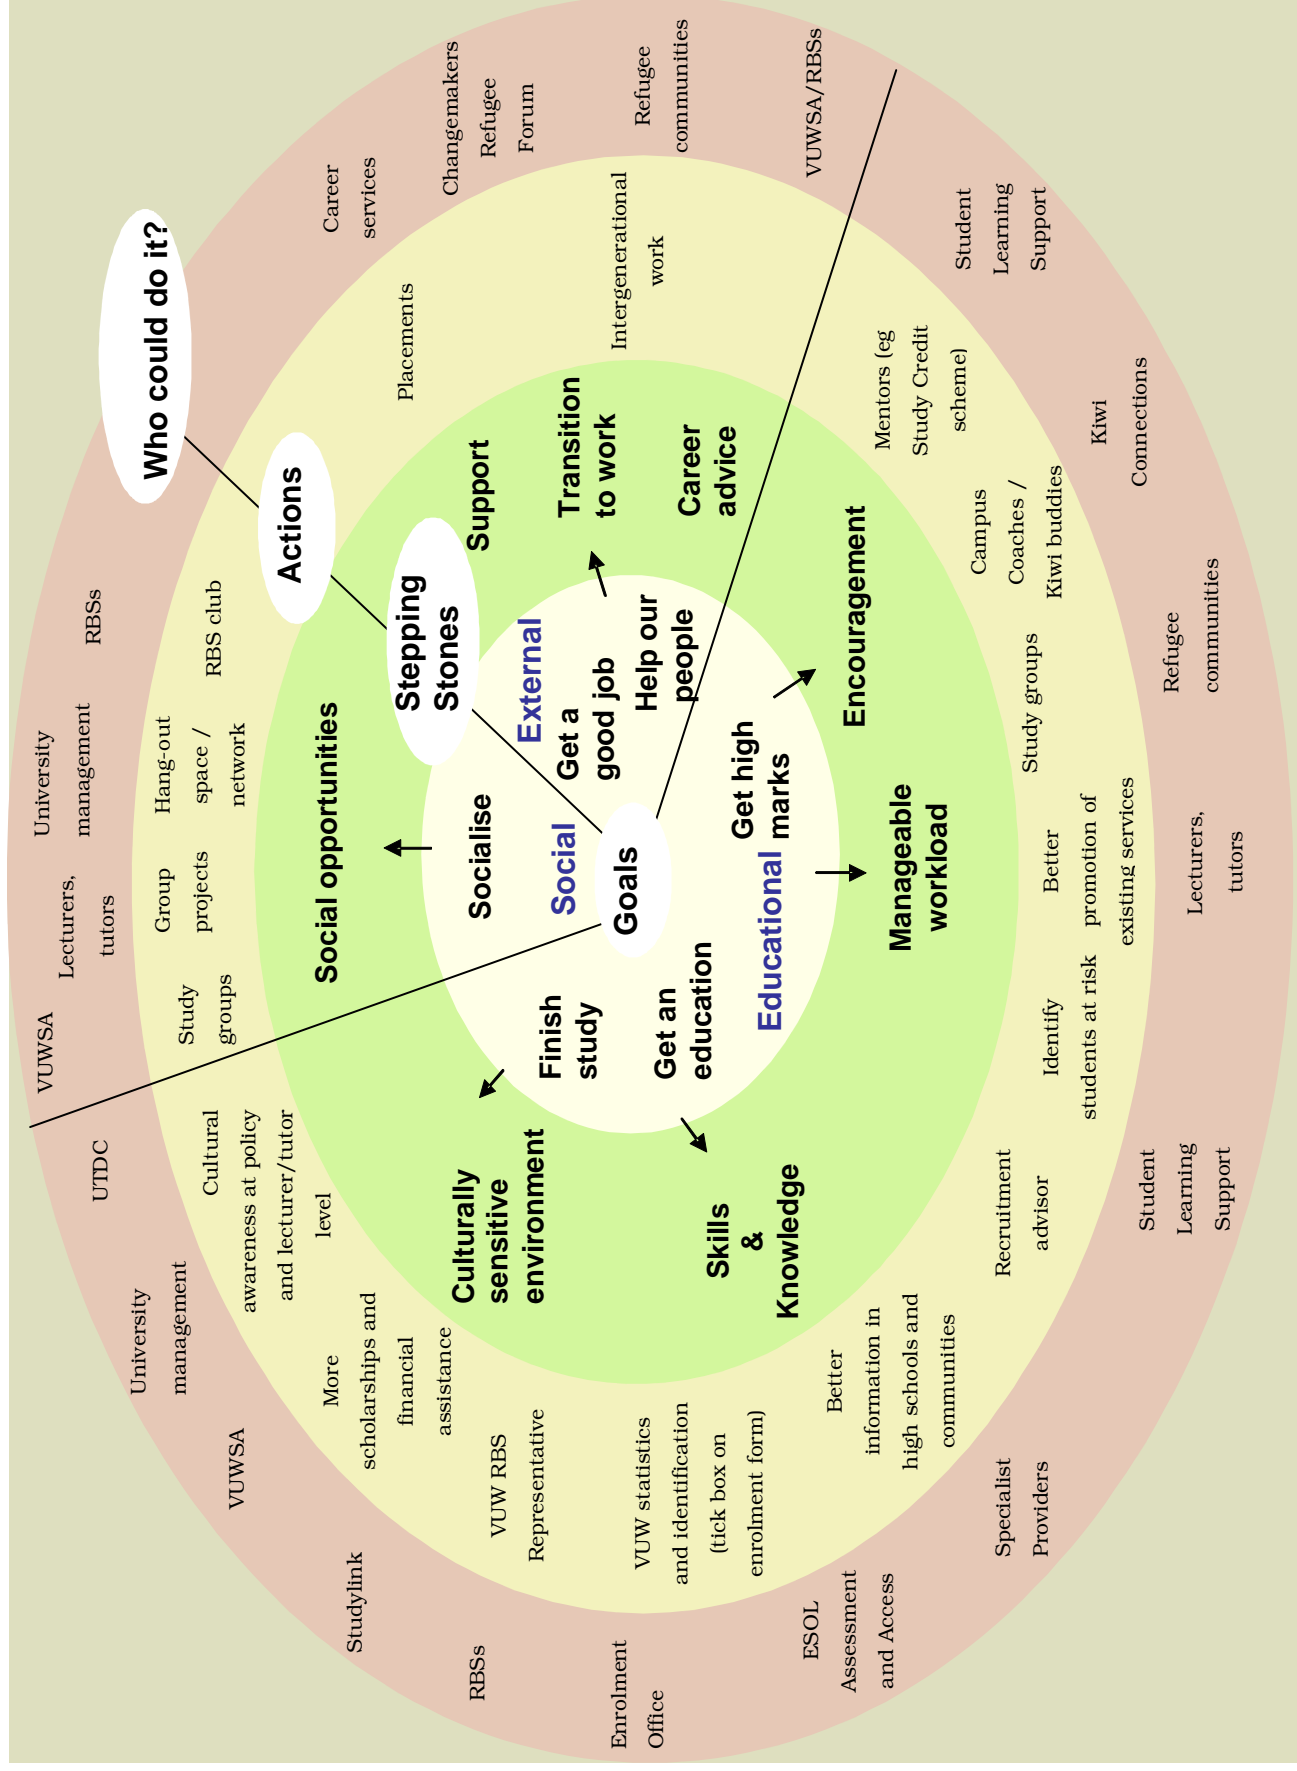 Who could do it?
Actions
Stepping
Stones
Goals
Social
Socialise
Social opportunities
Study
groups
Group
projects
Hang-out
space /
network
RBS club
VUWSA
Lecturers,
tutors
University
management
RBSs
External
Get a
good job
Help our
people
Support
Transition
to work
Career
advice
Placements
Intergenerational
work
Career
services
Changemakers
Refugee
Forum
Refugee
communities
VUWSA/RBSs
Educational
Finish
study
Get an
education
Get high
marks
Culturally
sensitive
environment
Skills
&
Knowledge
Manageable
workload
Encouragement
Cultural
awareness at policy
and lecturer/tutor
level
More
scholarships and
financial
assistance
VUW RBS
Representative
VUW statistics
and identification
(tick box on
enrolment form)
Better
information in
high schools and
communities
Recruitment
advisor
Identify
students at risk
Better
promotion of
existing services
Study groups
Campus
Coaches /
Kiwi buddies
Mentors (eg
Study Credit
scheme)
UTDC
University
management
VUWSA
Studylink
RBSs
Enrolment
Office
ESOL
Assessment
and Access
Specialist
Providers
Student
Learning
Support
Lecturers,
tutors
Refugee
communities
Kiwi
Connections
Student
Learning
Support